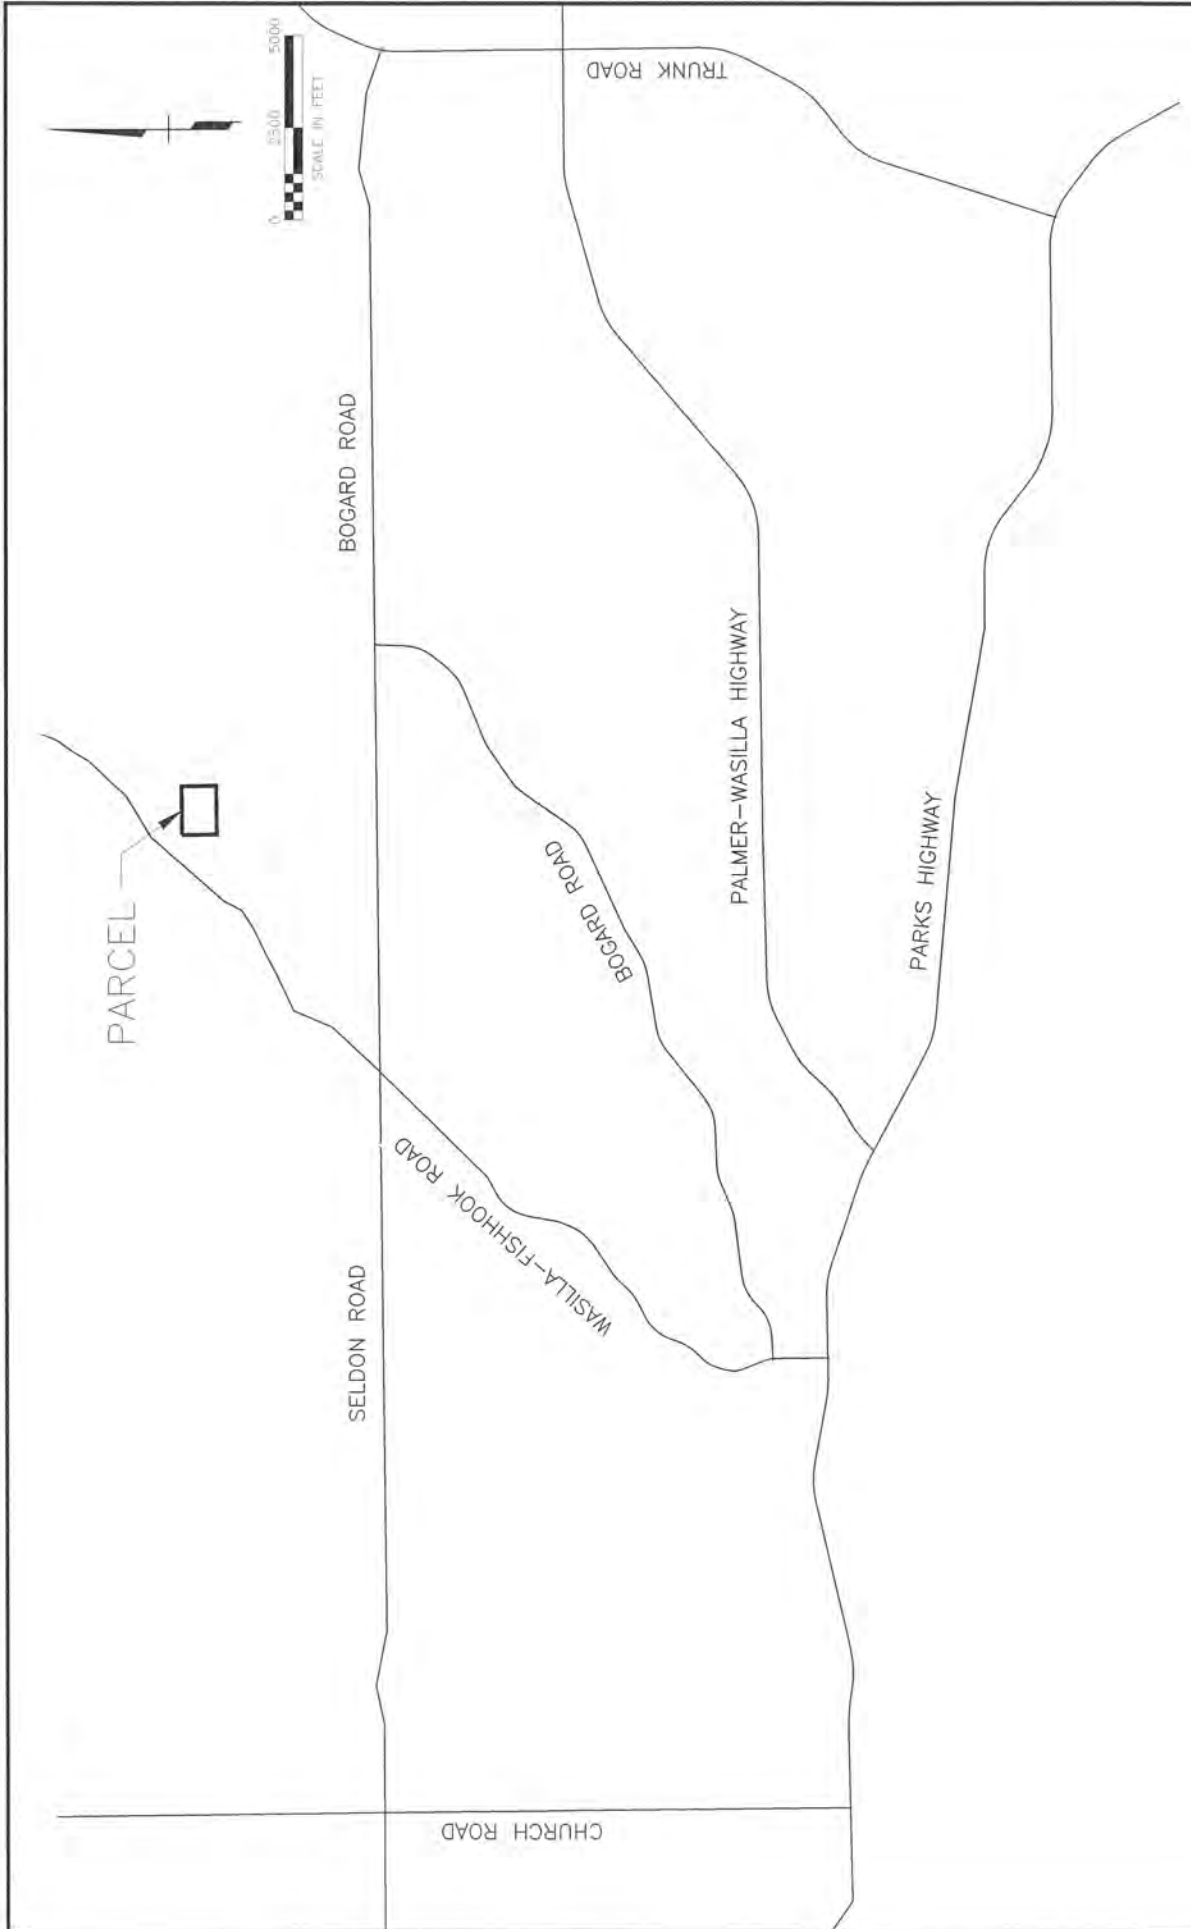 PARCEL
0 2500 5000
SCALE IN FEET
SELDON ROAD
BOGARD ROAD
WASILLA–FISHHOOK ROAD
CHURCH ROAD
BOGARD ROAD
TRUNK ROAD
PALMER–WASILLA HIGHWAY
PARKS HIGHWAY